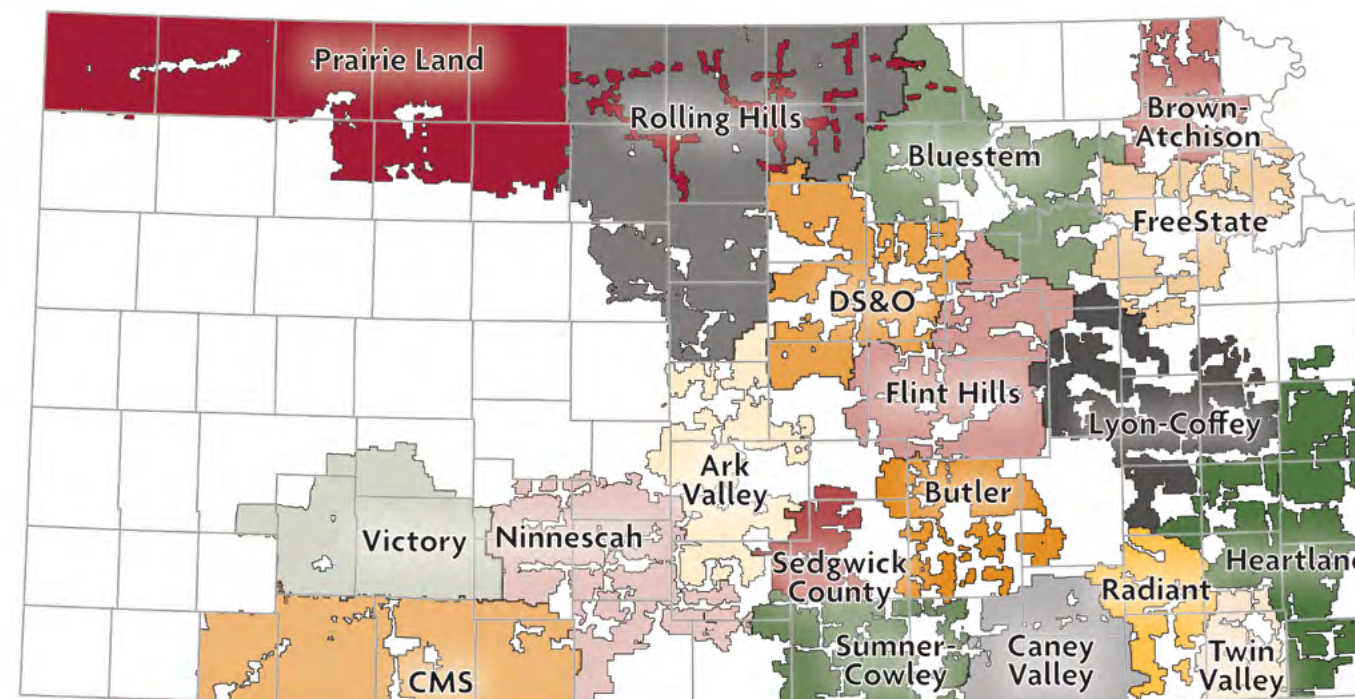 Prairie Land
Rolling Hills
Brown-
Atchison
Bluestem
FreeState
DS&O
Flint Hills
Lyon-Coffey
Ark
Valley
Butler
Victory
Ninnescah
Sedgwick
County
Heartland
Radiant
Sumner-
Cowley
Caney
Valley
Twin
Valley
CMS